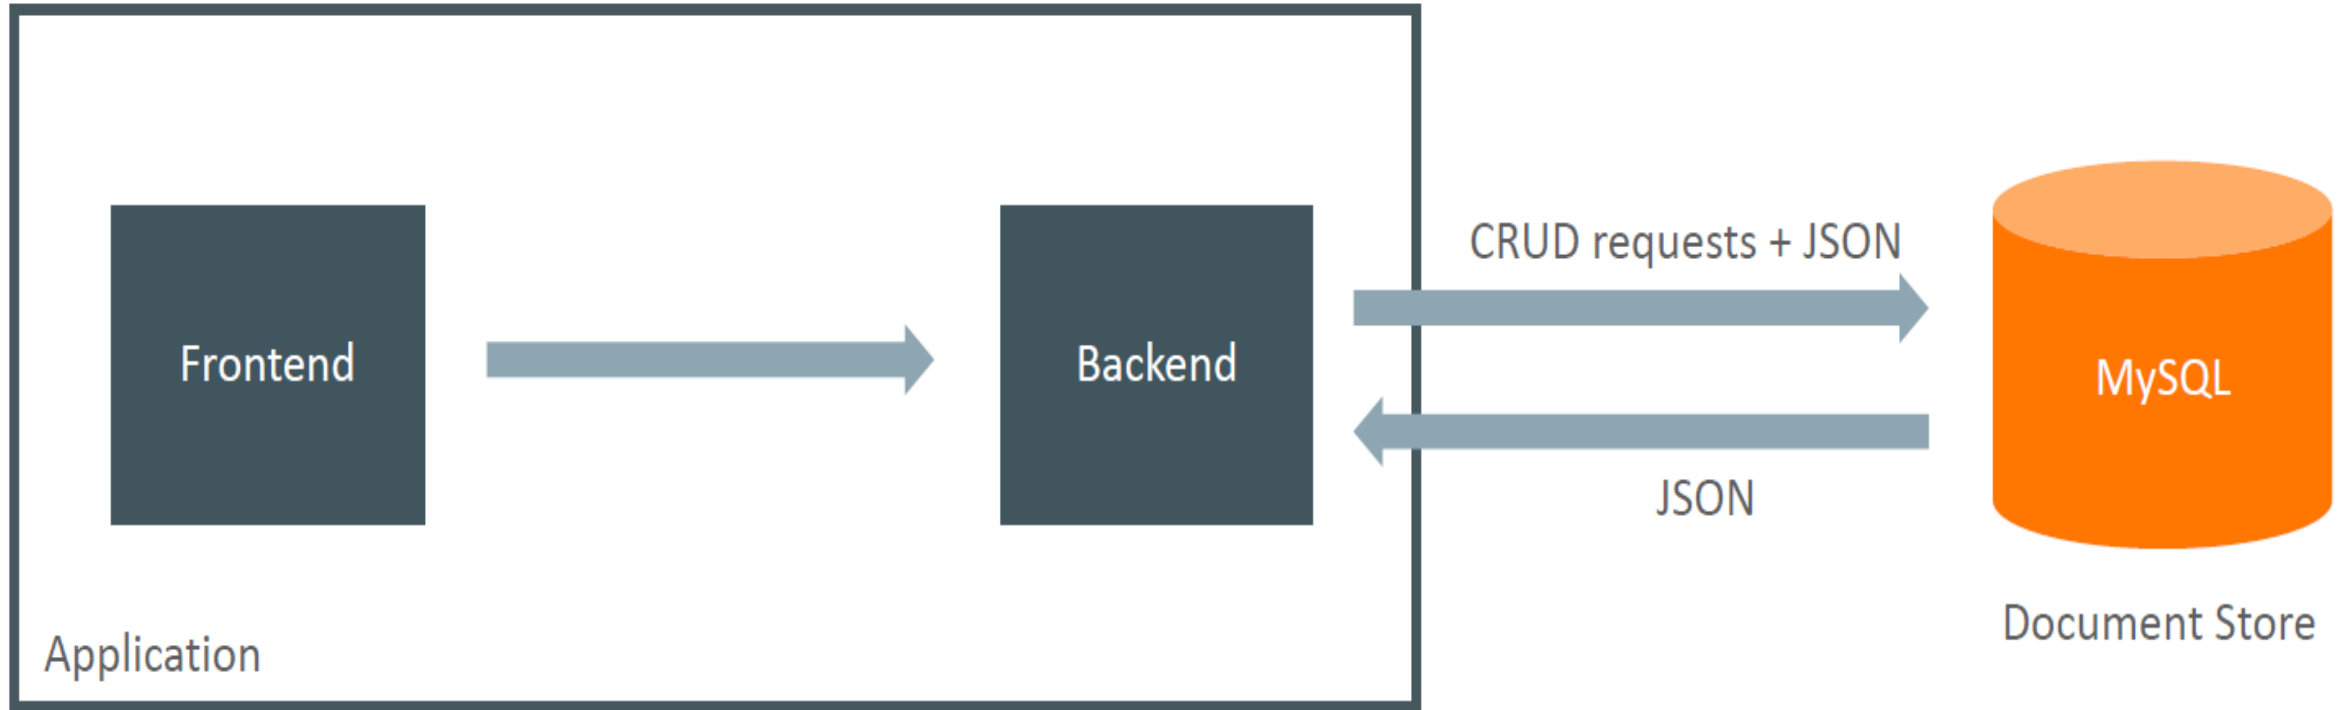 Frontend
Backend
CRUD requests + JSON
JSON
MySQL
Document Store
Application